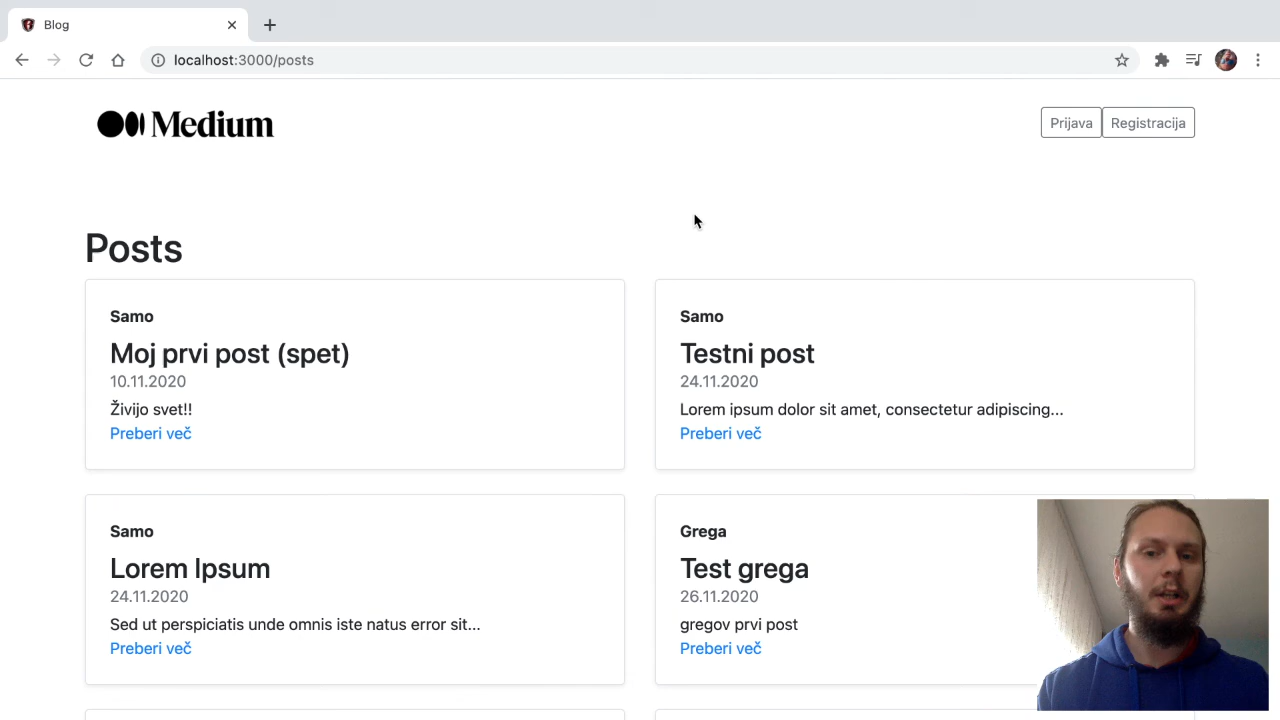 Blog
localhost:3000/posts
Medium
Prijava
Registracija
Posts
Samo
Moj prvi post (spet)
10.11.2020
Živijo svet!!
Preberi več
Samo
Testni post
24.11.2020
Lorem ipsum dolor sit amet, consectetur adipiscing...
Preberi več
Samo
Lorem Ipsum
24.11.2020
Sed ut perspiciatis unde omnis iste natus error sit...
Preberi več
Grega
Test grega
26.11.2020
gregov prvi post
Preberi več